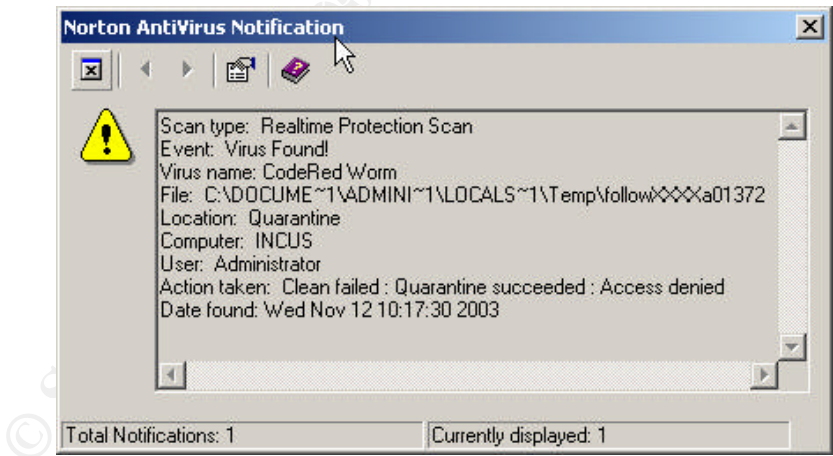 Norton AntiVirus Notification
Scan type: Realtime Protection Scan
Event: Virus Found!
Virus name: CodeRed Worm
File: C:\DOCUME~1\ADMINI~1\LOCALS~1\Temp\followXXXXa01372
Location: Quarantine
Computer: INCUS
User: Administrator
Action taken: Clean failed : Quarantine succeeded : Access denied
Date found: Wed Nov 12 10:17:30 2003
Total Notifications: 1
Currently displayed: 1